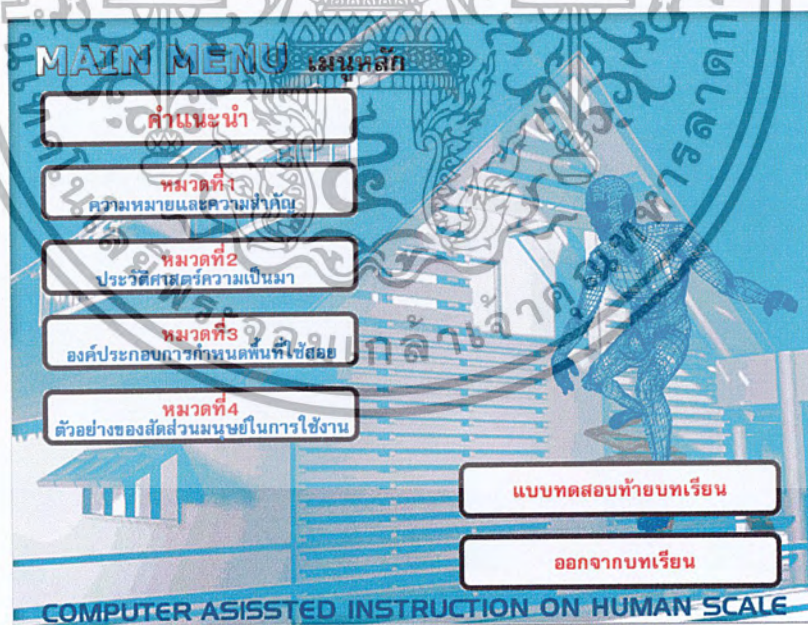 MAIN MENU เมนูหลัก
คำแนะนำ
หมวดที่1
ความหมายและความสำคัญ
หมวดที่2
ประวัติศาสตร์ความเป็นมา
หมวดที่3
องค์ประกอบการกำหนดพื้นที่ใช้สอย
หมวดที่4
ตัวอย่างของสัดส่วนมนุษย์ในการใช้งาน
แบบทดสอบท้ายบทเรียน
ออกจากบทเรียน
COMPUTER ASISSTED INSTRUCTION ON HUMAN SCALE